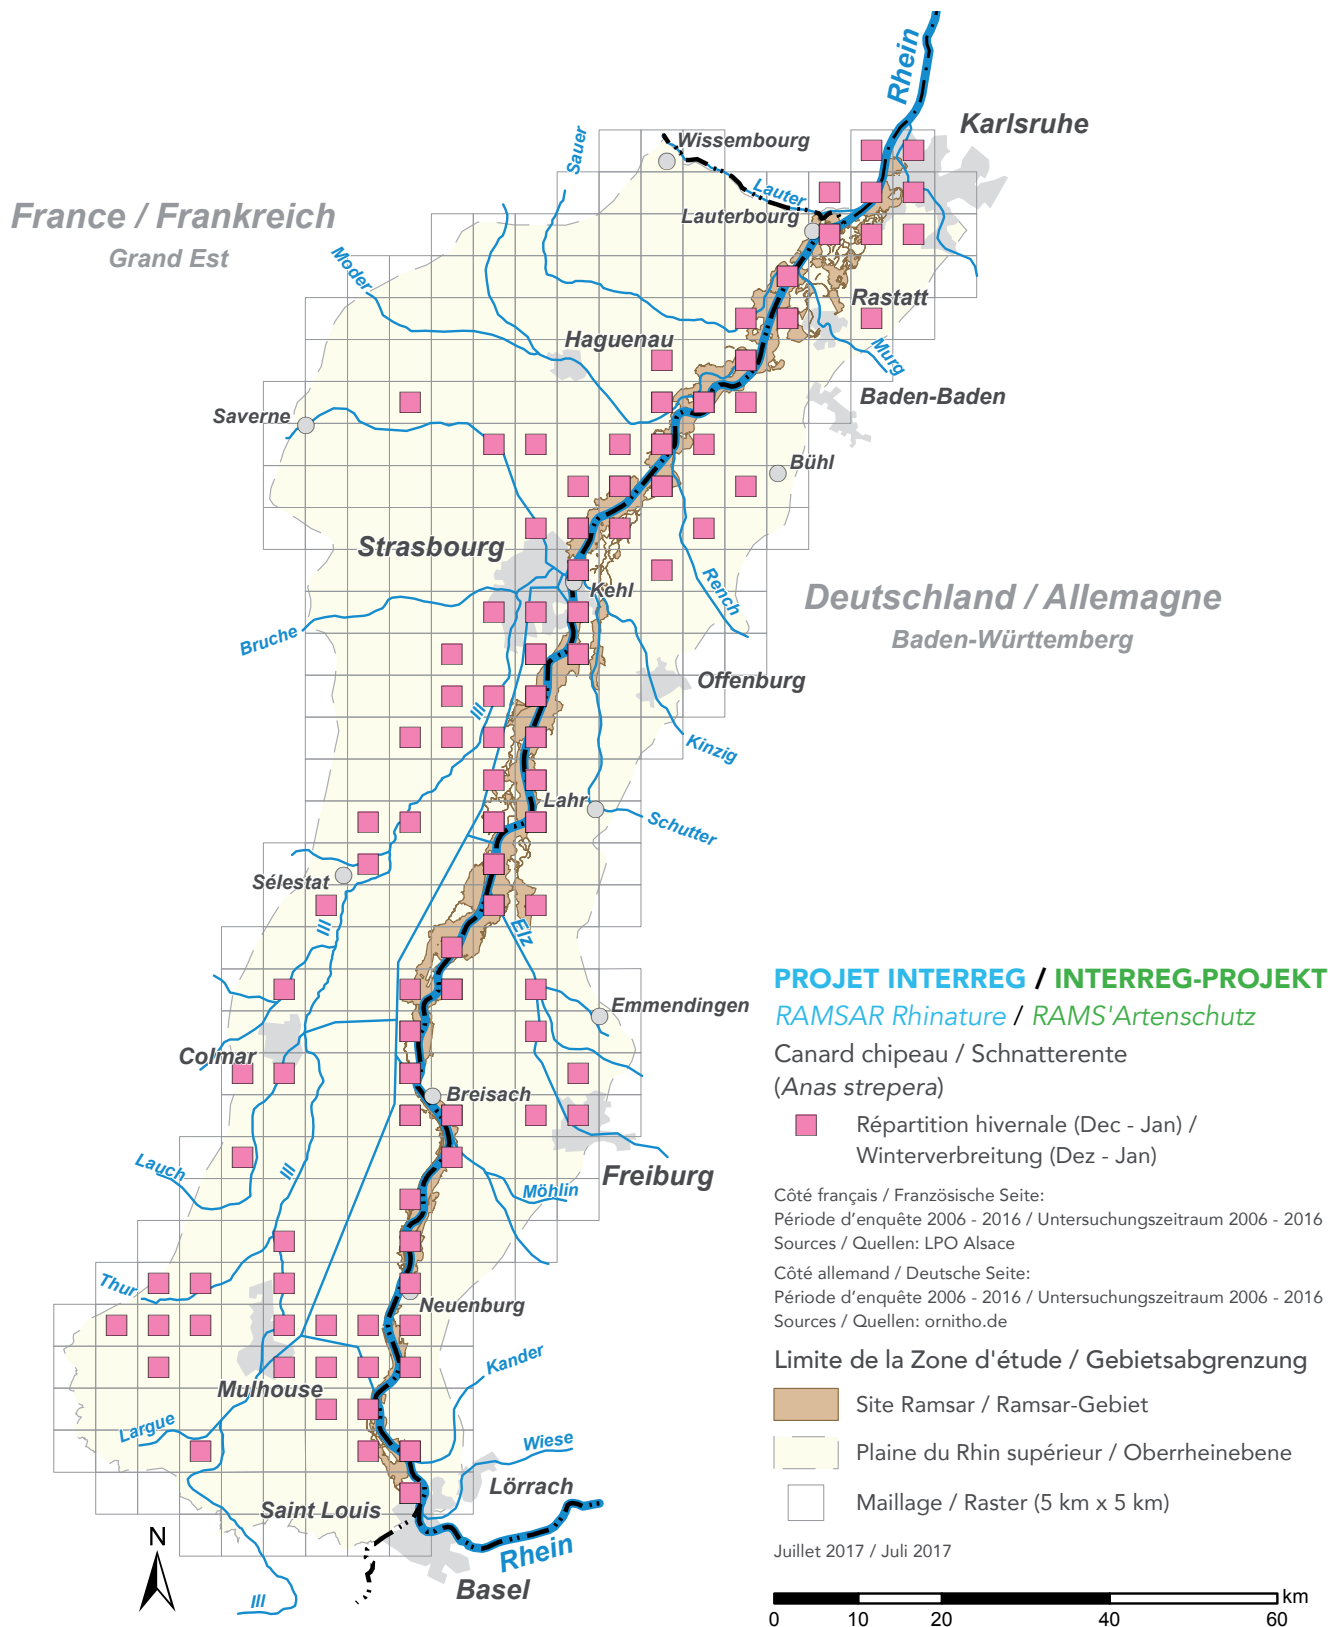 Rhein
Karlsruhe
Wissembourg
Sauer
Lauter
Lauterbourg
France / Frankreich
Grand Est
Moder
Rastatt
Haguenau
Murg
Baden-Baden
Saverne
Bühl
Strasbourg
Kehl
Rench
Deutschland / Allemagne
Baden-Württemberg
Bruche
Offenburg
Ill
Kinzig
Lahr
Schutter
Sélestat
Ill
Elz
Emmendingen
Colmar
Breisach
Lauch
Ill
Freiburg
Möhlin
Thur
Neuenburg
Kander
Mulhouse
Largue
Wiese
Lörrach
Saint Louis
Rhein
Basel
Ill
N
PROJET INTERREG / INTERREG-PROJEKT
RAMSAR Rhinature / RAMS'Artenschutz
Canard chipeau / Schnatterente
(Anas strepera)
Répartition hivernale (Dec - Jan) /
Winterverbreitung (Dez - Jan)
Côté français / Französische Seite:
Période d'enquête 2006 - 2016 / Untersuchungszeitraum 2006 - 2016
Sources / Quellen: LPO Alsace
Côté allemand / Deutsche Seite:
Période d'enquête 2006 - 2016 / Untersuchungszeitraum 2006 - 2016
Sources / Quellen: ornitho.de
Limite de la Zone d'étude / Gebietsabgrenzung
Site Ramsar / Ramsar-Gebiet
Plaine du Rhin supérieur / Oberrheinebene
Maillage / Raster (5 km x 5 km)
Juillet 2017 / Juli 2017
km
0 10 20 40 60